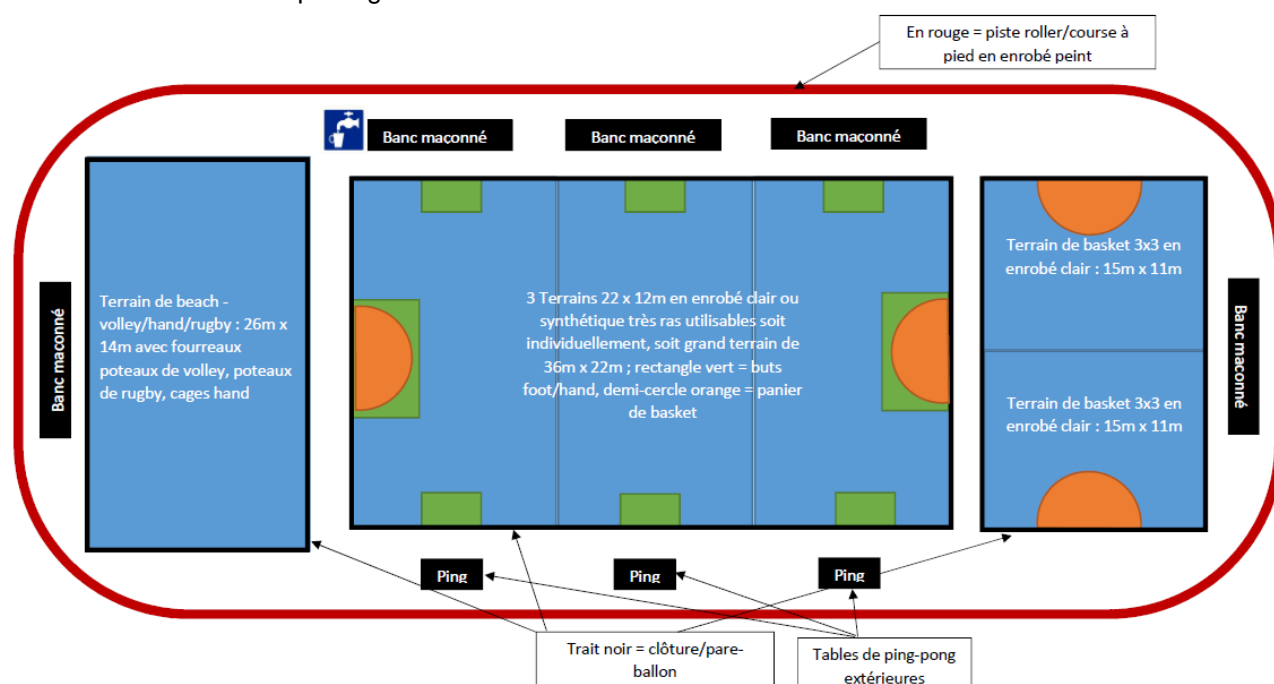 En rouge = piste roller/course à
pied en enrobé peint
Banc maçonné
Banc maçonné
Banc maçonné
Banc maconné
Terrain de beach -
volley/hand/rugby : 26m x
14m avec fourreaux
poteaux de volley, poteaux
de rugby, cages hand
3 Terrains 22 x 12m en enrobé clair ou
synthétique très ras utilisables soit
individuellement, soit grand terrain de
36m x 22m ; rectangle vert = buts
foot/hand, demi-cercle orange = panier
de basket
Terrain de basket 3x3 en
enrobé clair : 15m x 11m
Terrain de basket 3x3 en
enrobé clair : 15m x 11m
Banc maconné
Ping
Ping
Ping
Trait noir = clôture/pare-
ballon
Tables de ping-pong
extérieures